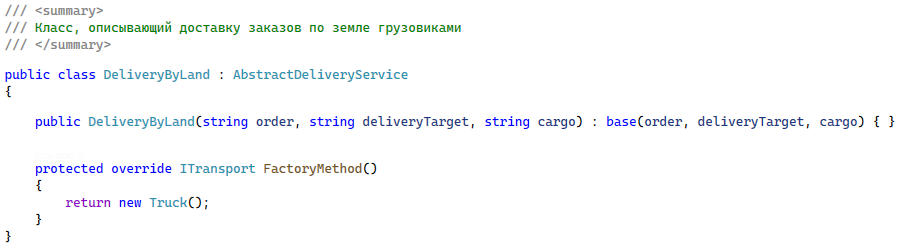 /// <summary>
/// Класс, описывающий доставку заказов по земле грузовиками
/// </summary>
public class DeliveryByLand : AbstractDeliveryService
{
public DeliveryByLand(string order, string deliveryTarget, string cargo) : base(order, deliveryTarget, cargo) { }
protected override ITransport FactoryMethod()
{
return new Truck();
}
}